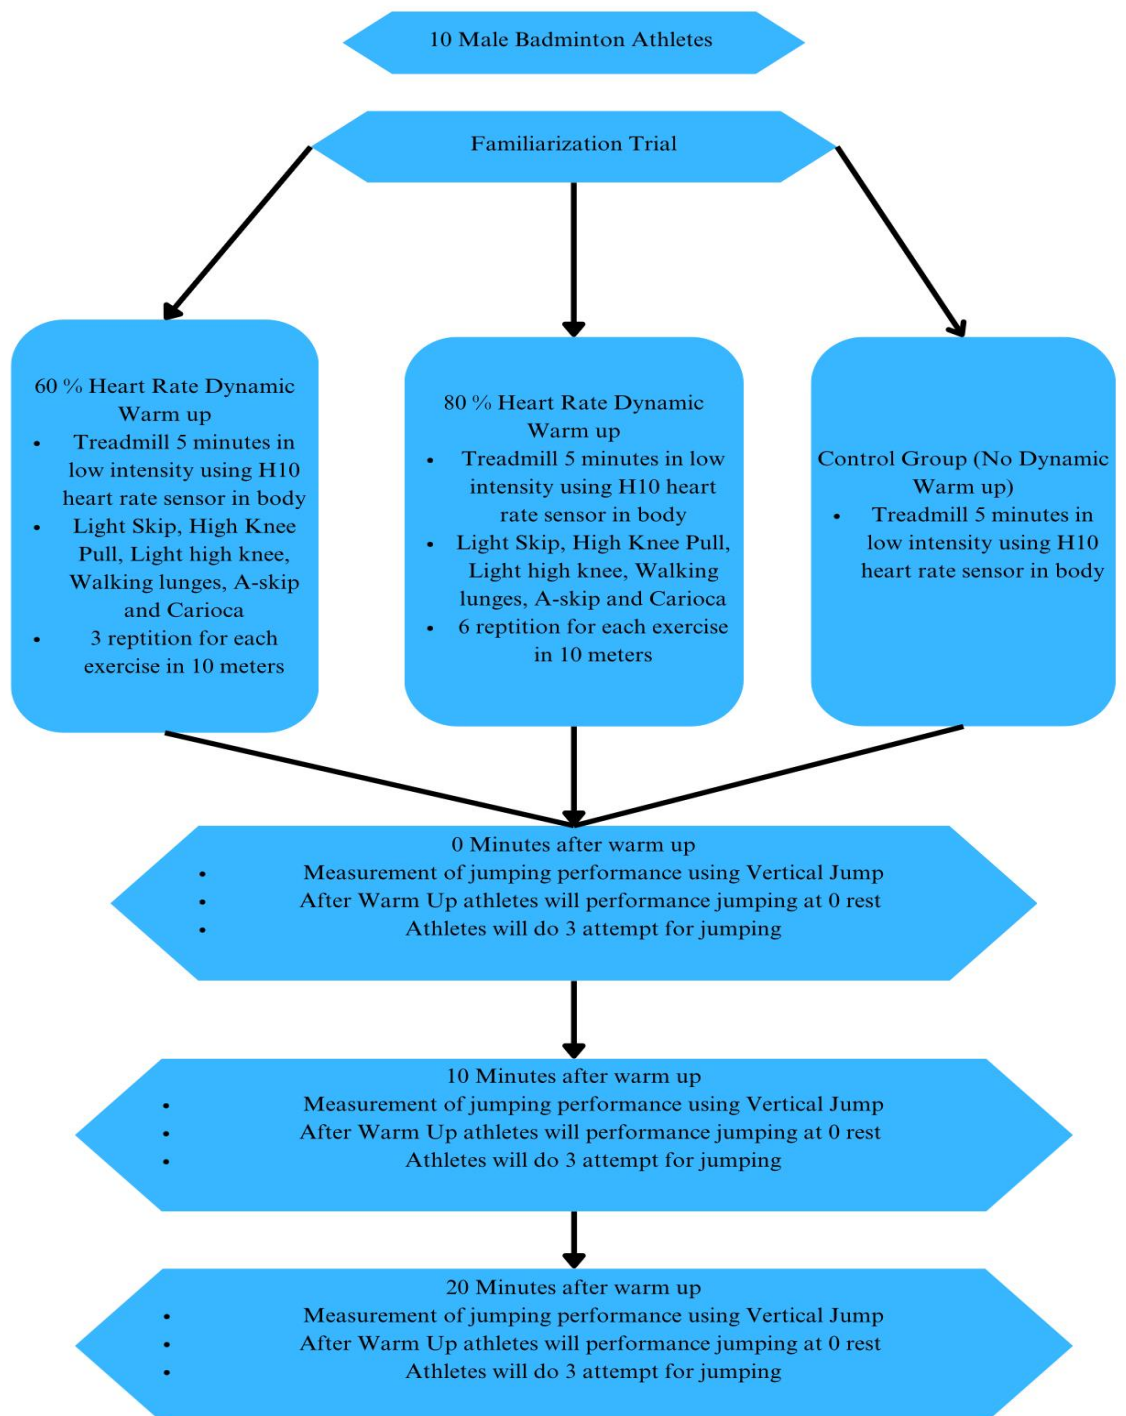 10 Male Badminton Athletes
Familiarization Trial
60 % Heart Rate Dynamic
Warm up
• Treadmill 5 minutes in
low intensity using H10
heart rate sensor in body
• Light Skip, High Knee
Pull, Light high knee,
Walking lunges, A-skip
and Carioca
• 3 reptition for each
exercise in 10 meters
80 % Heart Rate Dynamic
Warm up
• Treadmill 5 minutes in low
intensity using H10 heart
rate sensor in body
• Light Skip, High Knee Pull,
Light high knee, Walking
lunges, A-skip and Carioca
• 6 reptition for each exercise
in 10 meters
Control Group (No Dynamic
Warm up)
• Treadmill 5 minutes in
low intensity using H10
heart rate sensor in body
0 Minutes after warm up
• Measurement of jumping performance using Vertical Jump
• After Warm Up athletes will performance jumping at 0 rest
• Athletes will do 3 attempt for jumping
10 Minutes after warm up
• Measurement of jumping performance using Vertical Jump
• After Warm Up athletes will performance jumping at 0 rest
• Athletes will do 3 attempt for jumping
20 Minutes after warm up
• Measurement of jumping performance using Vertical Jump
• After Warm Up athletes will performance jumping at 0 rest
• Athletes will do 3 attempt for jumping